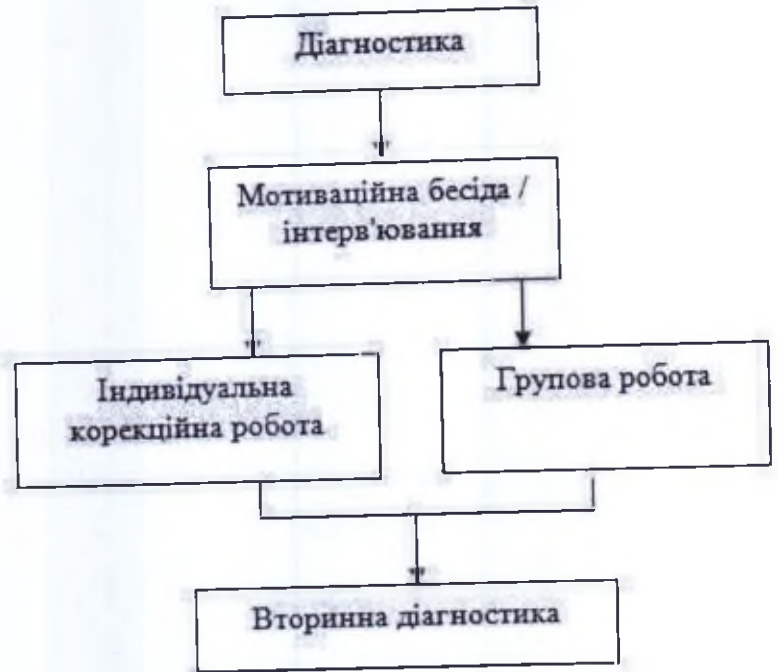 Діагностика
Мотиваційна бесіда /
інтерв'ювання
Індивідуальна
корекційна робота
Групова робота
Вторинна діагностика